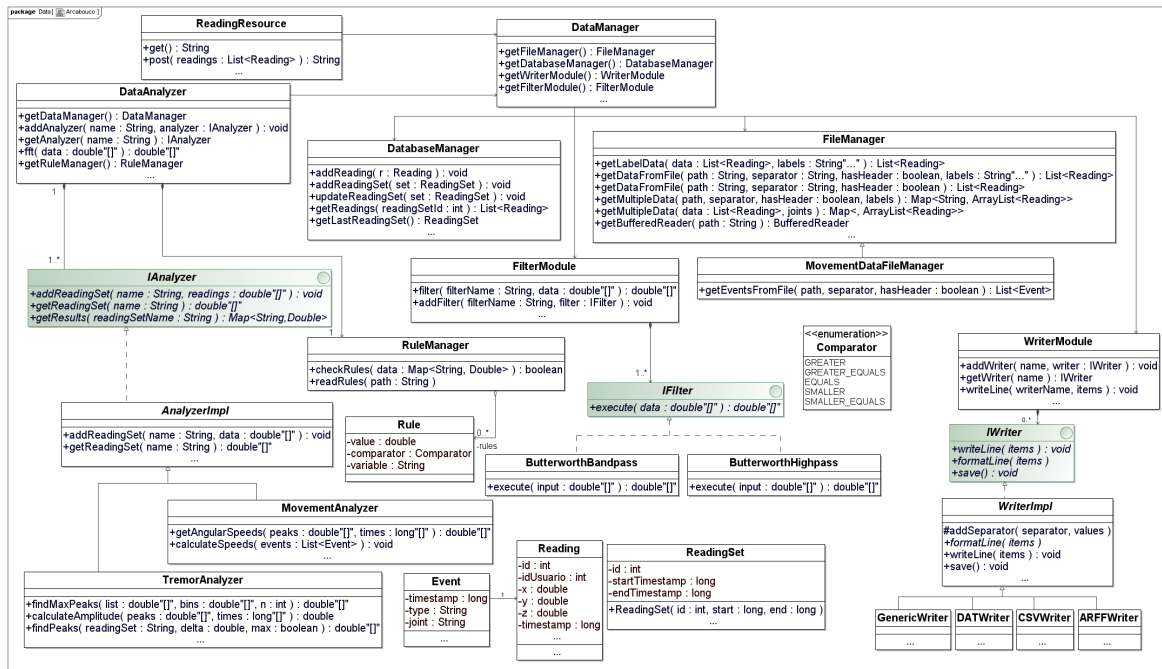 package Data[ Arcabouco ]
ReadingResource
+get() : String
+post( readings : List<Reading> ) : String
...
DataManager
+getFileManager() : FileManager
+getDatabaseManager() : DatabaseManager
+getWriterModule() : WriterModule
+getFilterModule() : FilterModule
...
DataAnalyzer
+getDataManager() : DataManager
+addAnalyzer( name : String, analyzer : IAnalyzer ) : void
+getAnalyzer( name : String ) : IAnalyzer
+fft( data : double"[]" ) : double"[]"
+getRuleManager() : RuleManager
...
DatabaseManager
+addReading( r : Reading ) : void
+addReadingSet( set : ReadingSet ) : void
+updateReadingSet( set : ReadingSet ) : void
+getReadings( readingSetId : int ) : List<Reading>
+getLastReadingSet() : ReadingSet
...
FileManager
+getLabelData( data : List<Reading>, labels : String"..." ) : List<Reading>
+getDataFromFile( path : String, separator : String, hasHeader : boolean, labels : String"..." ) : List<Reading>
+getDataFromFile( path : String, separator : String, hasHeader : boolean ) : List<Reading>
+getMultipleData( path, separator, hasHeader : boolean, labels ) : Map<String, ArrayList<Reading>>
+getMultipleData( data : List<Reading>, joints ) : Map<, ArrayList<Reading>>
+getBufferedReader( path : String ) : BufferedReader
...
1
1..*
IAnalyzer
+addReadingSet( name : String, readings : double"[]" ) : void
+getReadingSet( name : String ) : double"[]"
+getResults( readingSetName : String ) : Map<String,Double>
1
FilterModule
+filter( filterName : String, data : double"[]" ) : double"[]"
+addFilter( filterName : String, filter : IFilter ) : void
...
MovementDataFileManager
+getEventsFromFile( path, separator, hasHeader : boolean ) : List<Event>
RuleManager
+checkRules( data : Map<String, Double> ) : boolean
+readRules( path : String )
<<enumeration>>
Comparator
GREATER
GREATER_EQUALS
EQUALS
SMALLER
SMALLER_EQUALS
WriterModule
+addWriter( name, writer : IWriter ) : void
+getWriter( name ) : IWriter
+writeLine( writerName, items ) : void
...
1..*
IFilter
+execute( data : double"[]" ) : double"[]"
AnalyzerImpl
+addReadingSet( name : String, data : double"[]" ) : void
+getReadingSet( name : String ) : double"[]"
...
Rule
-value : double
-comparator : Comparator
-variable : String
0..*
-rules
ButterworthBandpass
+execute( input : double"[]" ) : double"[]"
ButterworthHighpass
+execute( input : double"[]" ) : double"[]"
0..*
IWriter
+writeLine( items ) : void
+formatLine( items )
+save() : void
MovementAnalyzer
+getAngularSpeeds( peaks : double"[]", times : long"[]" ) : double"[]"
+calculateSpeeds( events : List<Event> ) : void
...
WriterImpl
#addSeparator( separator, values )
+formatLine( items )
+writeLine( items ) : void
+save() : void
...
TremorAnalyzer
+findMaxPeaks( list : double"[]", bins : double"[]", n : int ) : double"[]"
+calculateAmplitude( peaks : double"[]", times : long"[]" ) : double
+findPeaks( readingSet : String, delta : double, max : boolean ) : double"[]"
...
Event
-timestamp : long
-type : String
-joint : String
...
1
Reading
-id : int
-idUsuario : int
-x : double
-y : double
-z : double
-timestamp : long
...
...
ReadingSet
-id : int
-startTimestamp : long
-endTimestamp : long
+ReadingSet( id : int, start : long, end : long )
...
GenericWriter
...
DATWriter
...
CSVWriter
...
ARFFWriter
...